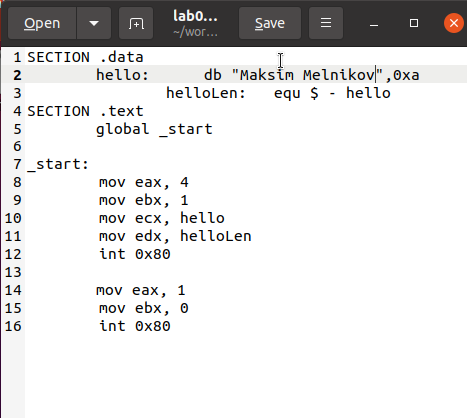 Open lab0... Save
~/wor...
1 SECTION .data
2 hello: db "Maksim Melnikov",0xa
3 helloLen: equ $ - hello
4 SECTION .text
5 global _start
6
7 _start:
8 mov eax, 4
9 mov ebx, 1
10 mov ecx, hello
11 mov edx, helloLen
12 int 0x80
13
14 mov eax, 1
15 mov ebx, 0
16 int 0x80